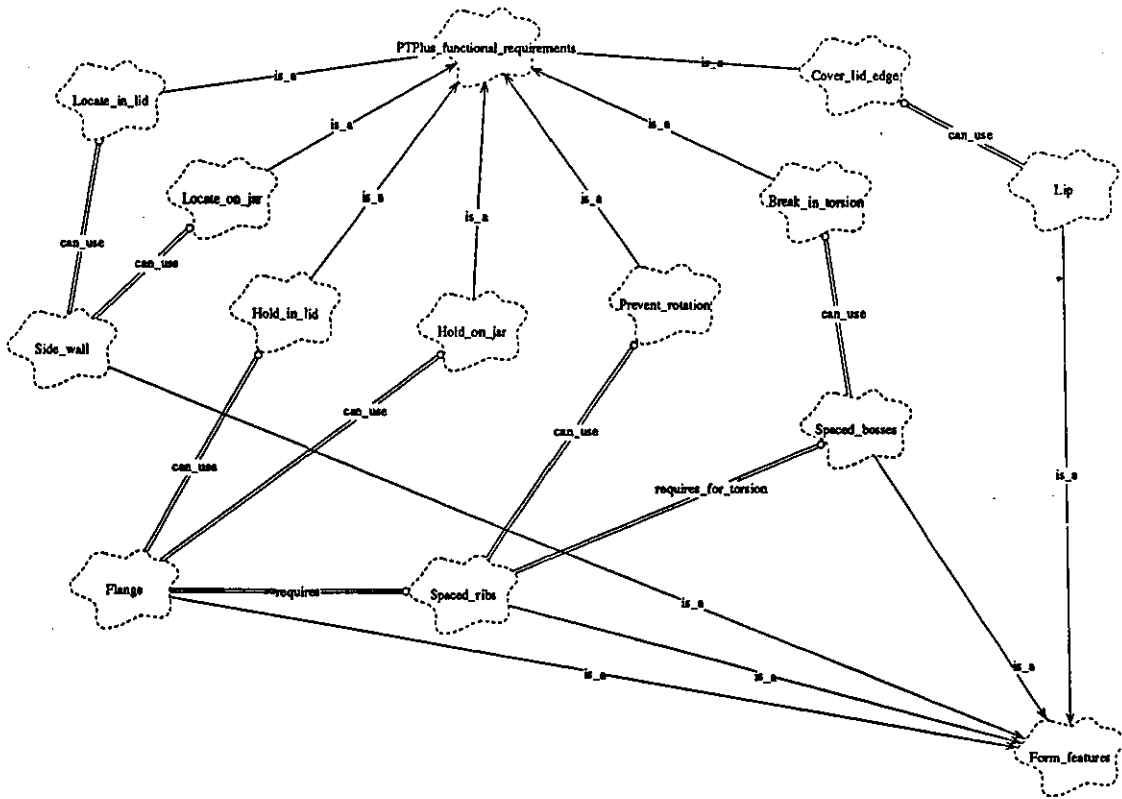 PTPlus_functional_requirements
is_a
is_a
Cover_lid_edge
Locate_in_lid
is_a
is_a
can_use
Locate_on_jar
is_a
is_a
is_a
Break_in_torsion
Lip
can_use
can_use
Hold_in_lid
Hold_on_jar
Prevent_rotation
can_use
Side_wall
can_use
Spaced_bosses
can_use
can_use
is_a
requires_for_torsion
Flange
requires
Spaced_ribs
is_a
is_a
is_a
is_a
Form_features